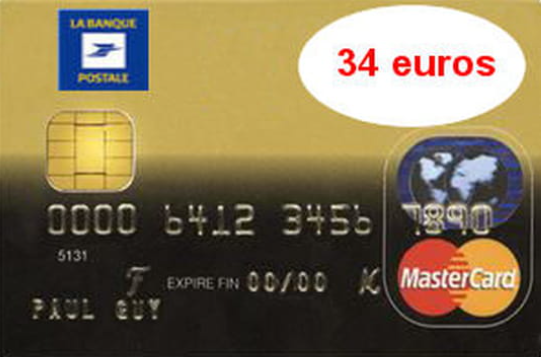 LA BANQUE
POSTALE
34 euros
0000 6412 3456 7890
5131
F EXPIRE FIN 00/00 K
MasterCard
PAUL GUY